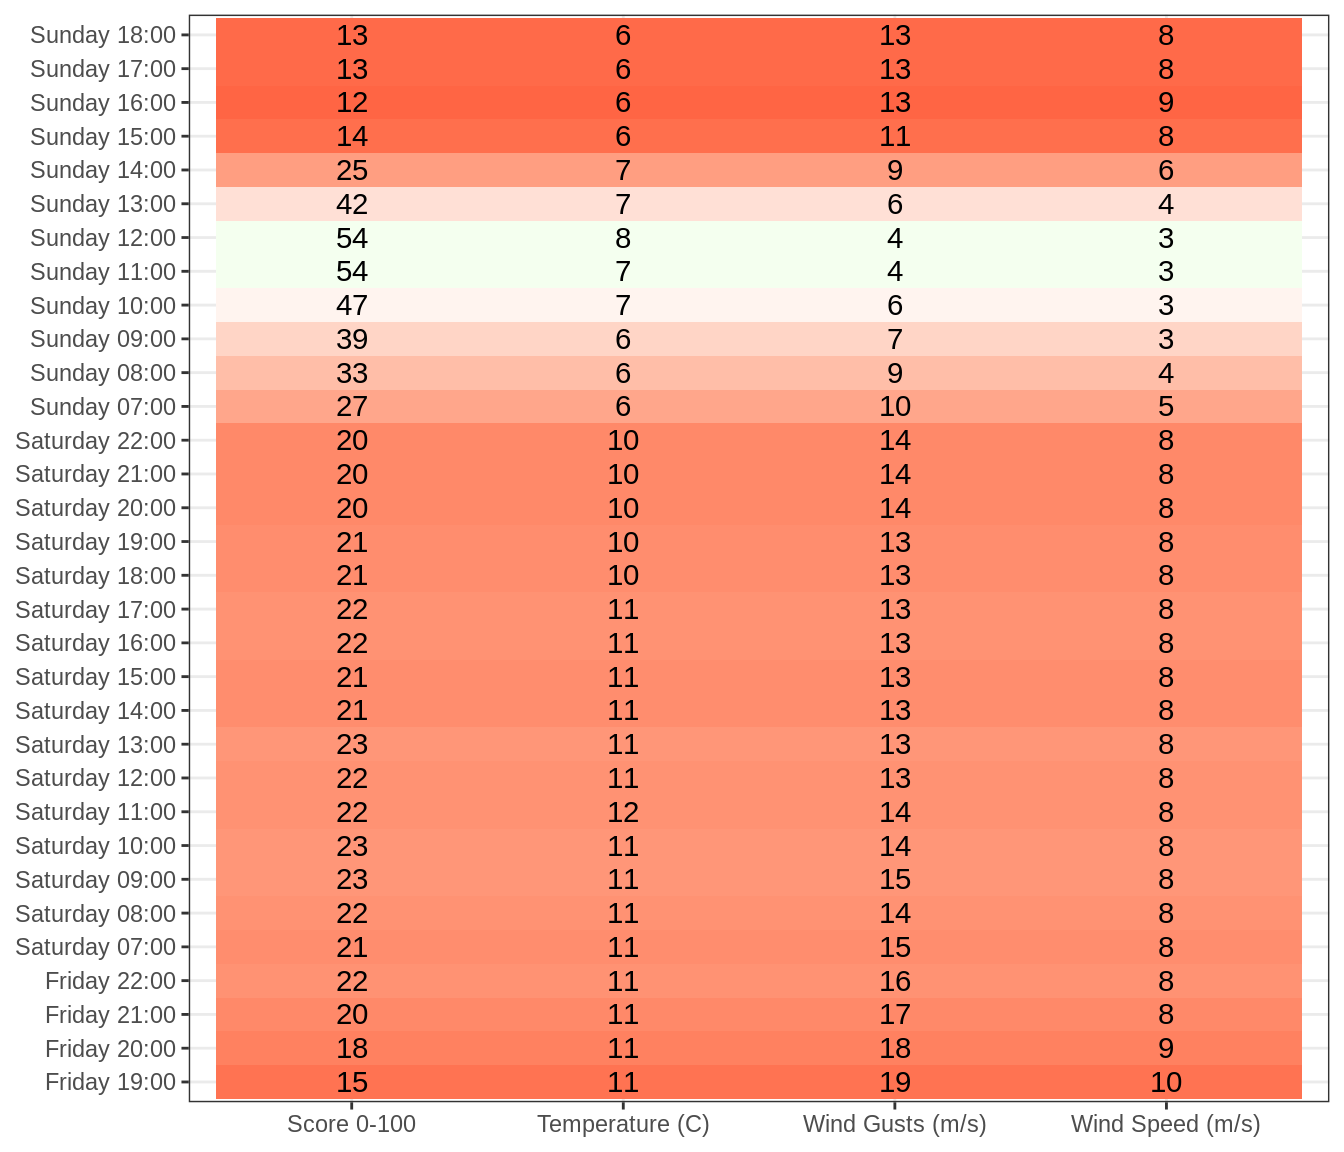 Sunday 18:00 13 6 13 8
Sunday 17:00 13 6 13 8
Sunday 16:00 12 6 13 9
Sunday 15:00 14 6 11 8
Sunday 14:00 25 7 9 6
Sunday 13:00 42 7 6 4
Sunday 12:00 54 8 4 3
Sunday 11:00 54 7 4 3
Sunday 10:00 47 7 6 3
Sunday 09:00 39 6 7 3
Sunday 08:00 33 6 9 4
Sunday 07:00 27 6 10 5
Saturday 22:00 20 10 14 8
Saturday 21:00 20 10 14 8
Saturday 20:00 20 10 14 8
Saturday 19:00 21 10 13 8
Saturday 18:00 21 10 13 8
Saturday 17:00 22 11 13 8
Saturday 16:00 22 11 13 8
Saturday 15:00 21 11 13 8
Saturday 14:00 21 11 13 8
Saturday 13:00 23 11 13 8
Saturday 12:00 22 11 13 8
Saturday 11:00 22 12 14 8
Saturday 10:00 23 11 14 8
Saturday 09:00 23 11 15 8
Saturday 08:00 22 11 14 8
Saturday 07:00 21 11 15 8
Friday 22:00 22 11 16 8
Friday 21:00 20 11 17 8
Friday 20:00 18 11 18 9
Friday 19:00 15 11 19 10
Score 0-100 Temperature (C) Wind Gusts (m/s) Wind Speed (m/s)